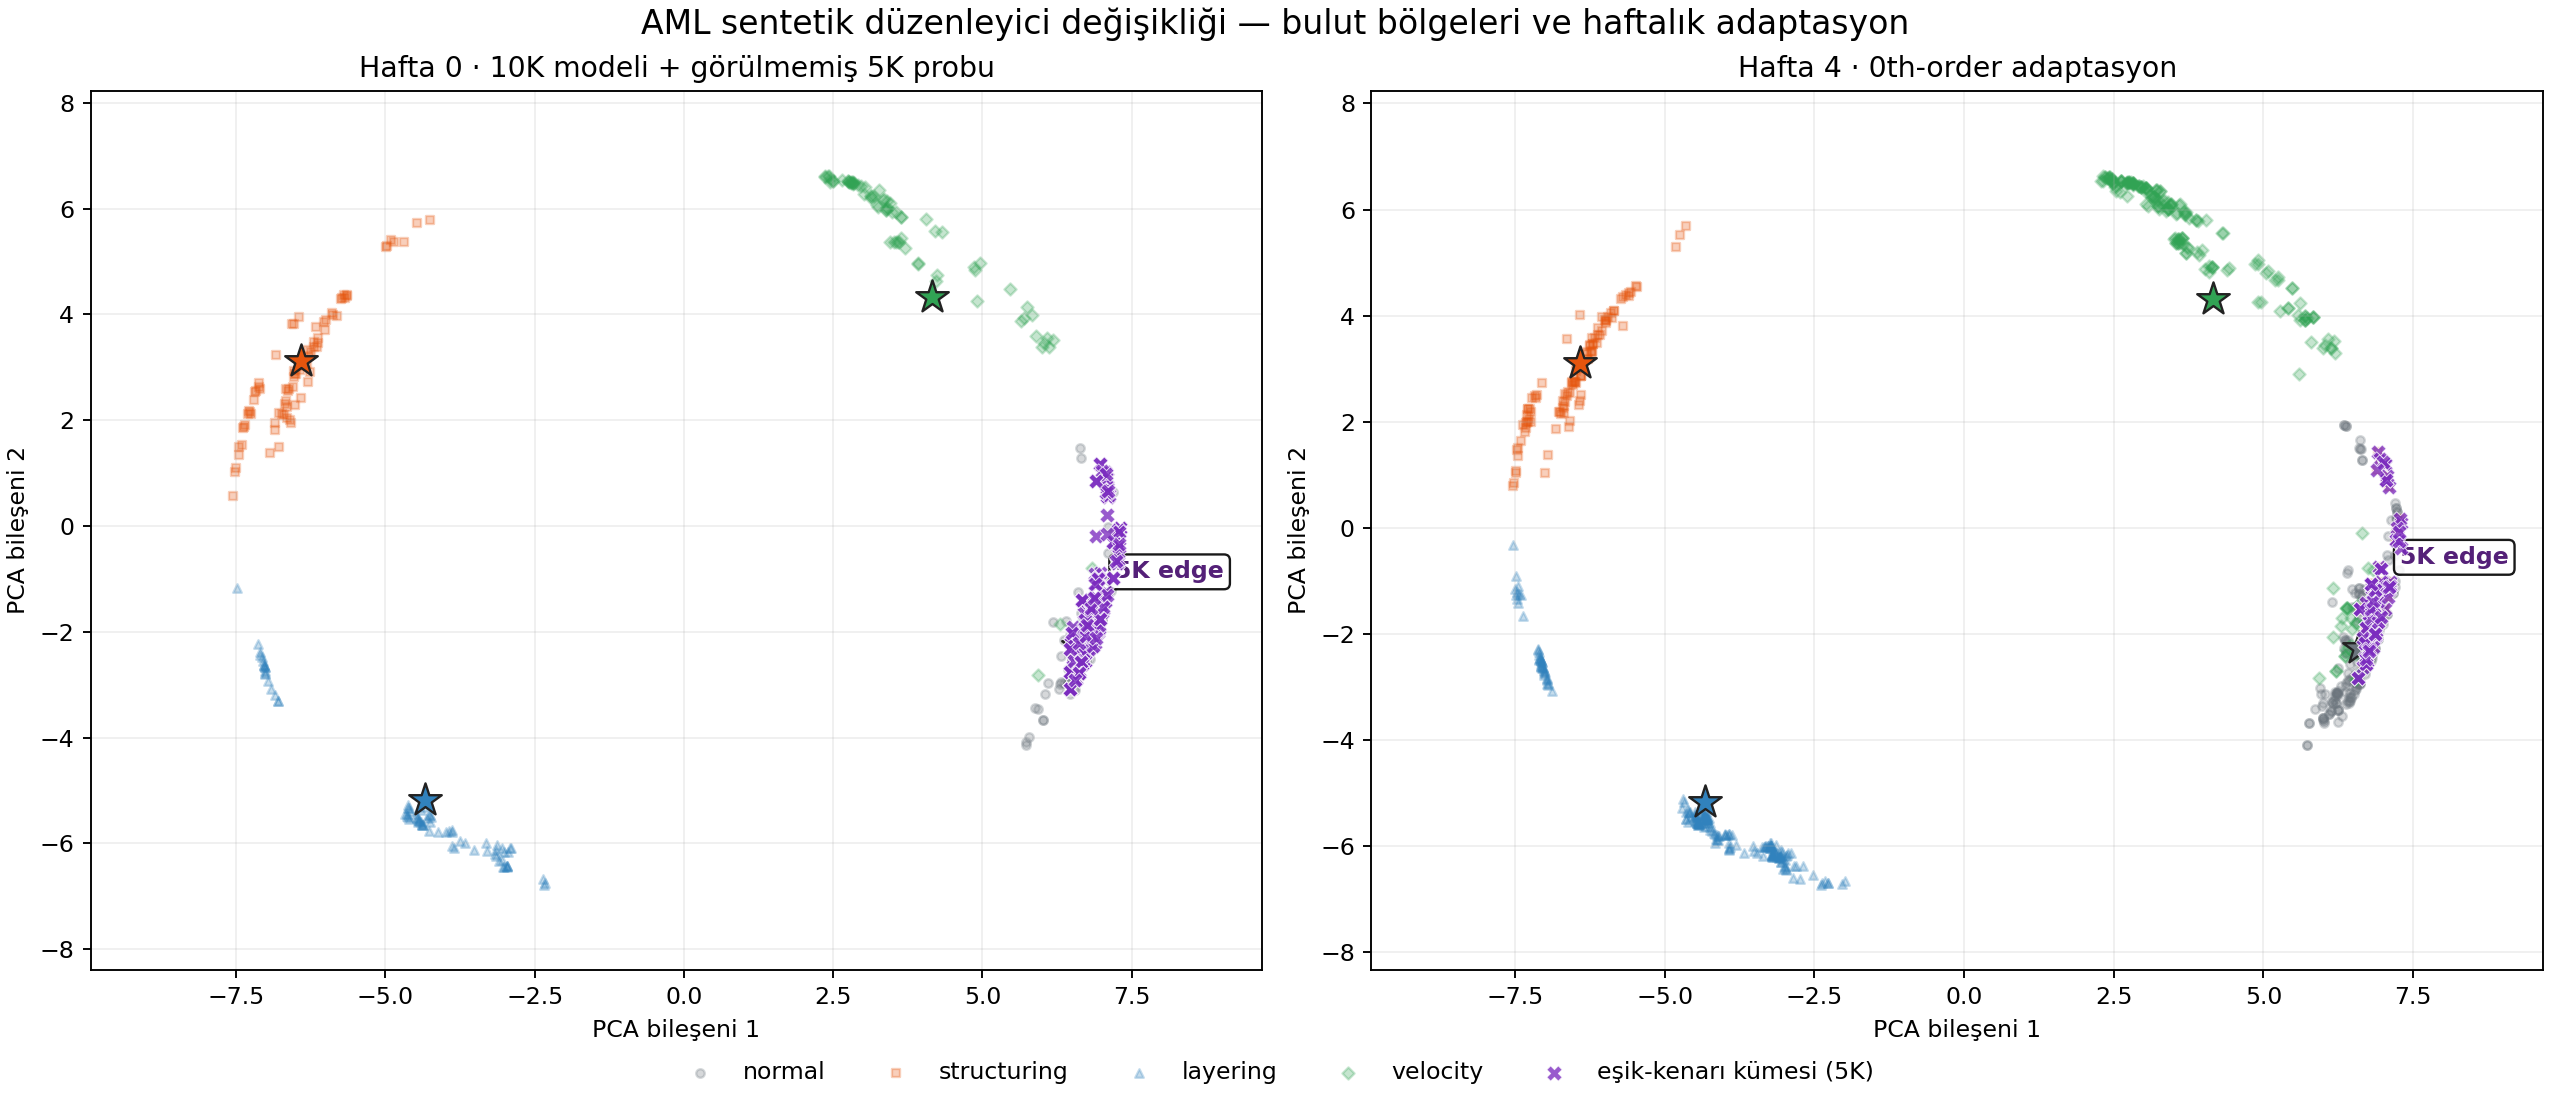 AML sentetik düzenleyici değişikliği — bulut bölgeleri ve haftalık adaptasyon
Hafta 0 · 10K modeli + görülmemiş 5K probu
8
6
4
2
0
−2
−4
−6
−8
PCA bileşeni 2
5K edge
−7.5 −5.0 −2.5 0.0 2.5 5.0 7.5
PCA bileşeni 1
Hafta 4 · 0th-order adaptasyon
8
6
4
2
0
−2
−4
−6
−8
PCA bileşeni 2
5K edge
−7.5 −5.0 −2.5 0.0 2.5 5.0 7.5
PCA bileşeni 1
normal structuring layering velocity eşik-kenarı kümesi (5K)